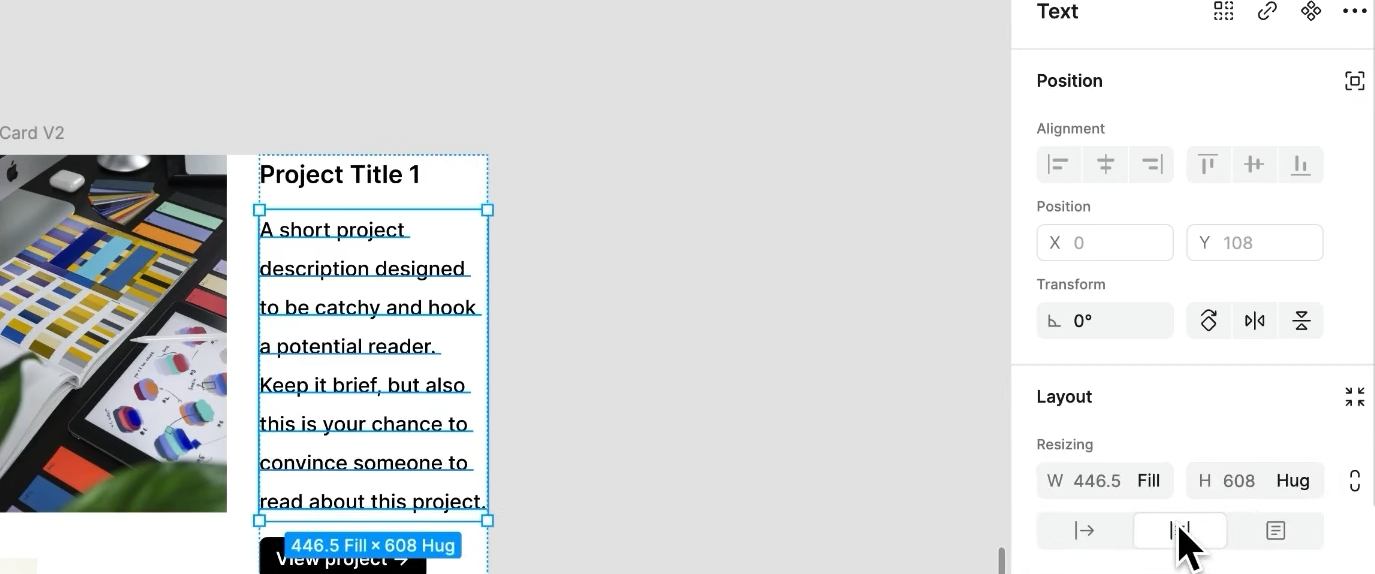 Text
Position
Alignment
Position
X 0
Y 108
Transform
0°
Layout
Resizing
W 446.5 Fill
H 608 Hug
Card V2
Project Title 1
A short project
description designed
to be catchy and hook
a potential reader.
Keep it brief, but also
this is your chance to
convince someone to
read about this project.
446.5 Fill × 608 Hug
View project →